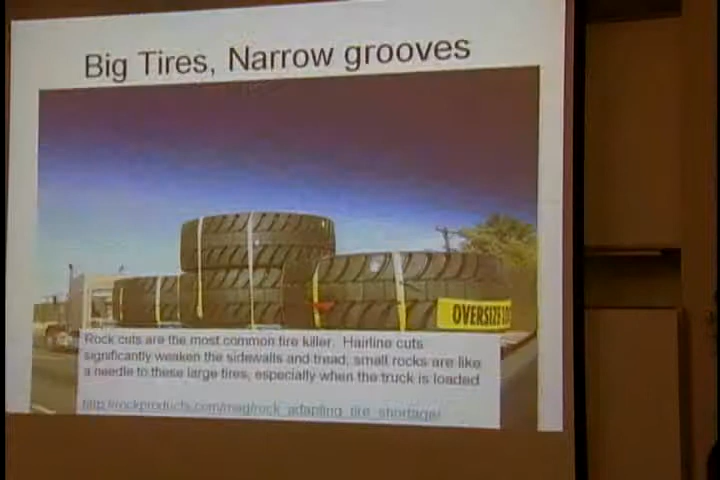 Big Tires, Narrow grooves
OVERSIZE
Rock cuts are the most common tire killer. Hairline cuts
significantly weaken the sidewalls and tread; small rocks are like
a needle to these large tires, especially when the truck is loaded
http://rockproducts.com/mag/rock_adapting_tire_shortage/